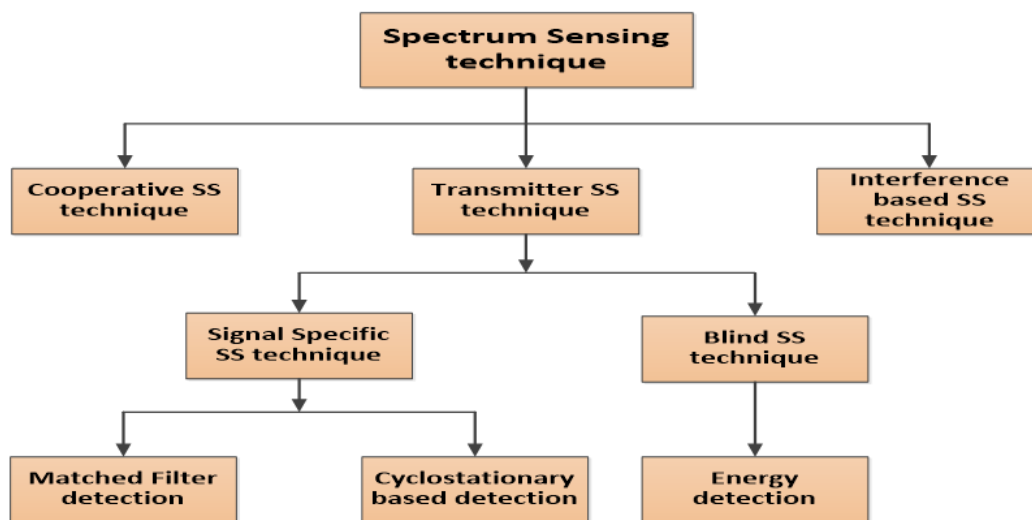 Spectrum Sensing
technique
Cooperative SS
technique
Transmitter SS
technique
Interference
based SS
technique
Signal Specific
SS technique
Blind SS
technique
Matched Filter
detection
Cyclostationary
based detection
Energy
detection